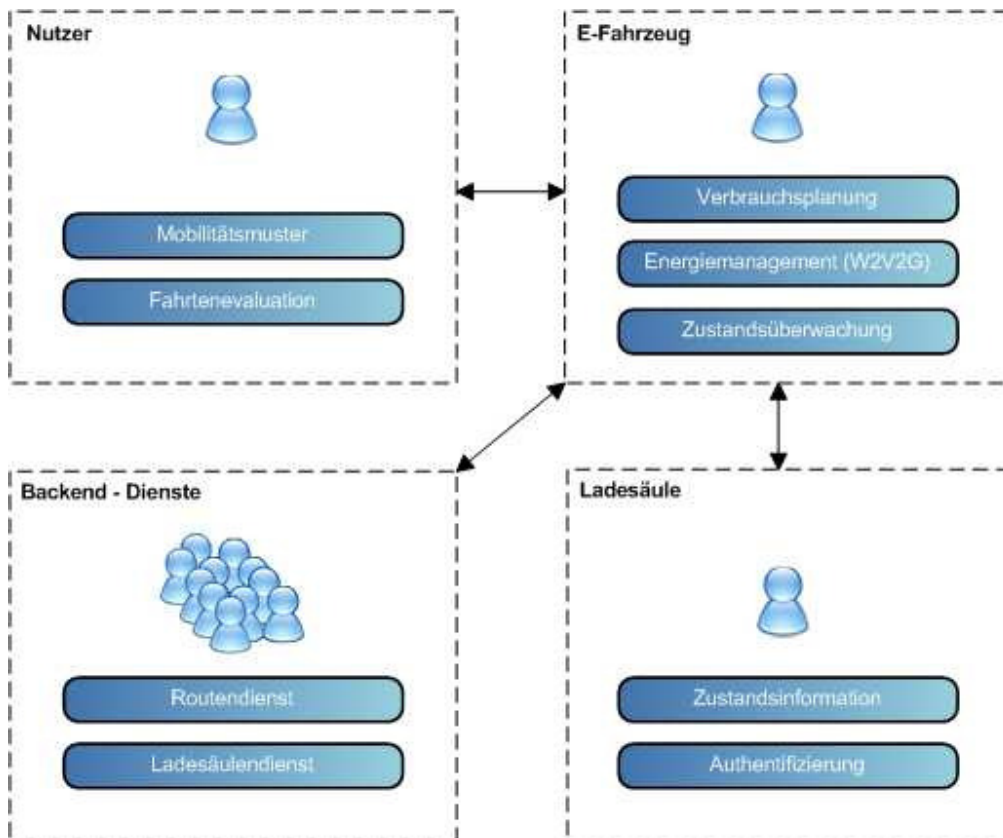 Nutzer
Mobilitätsmuster
Fahrtenevaluation
E-Fahrzeug
Verbrauchsplanung
Energiemanagement (W2V2G)
Zustandsüberwachung
Backend - Dienste
Routendienst
Ladesäulendienst
Ladesäule
Zustandsinformation
Authentifizierung